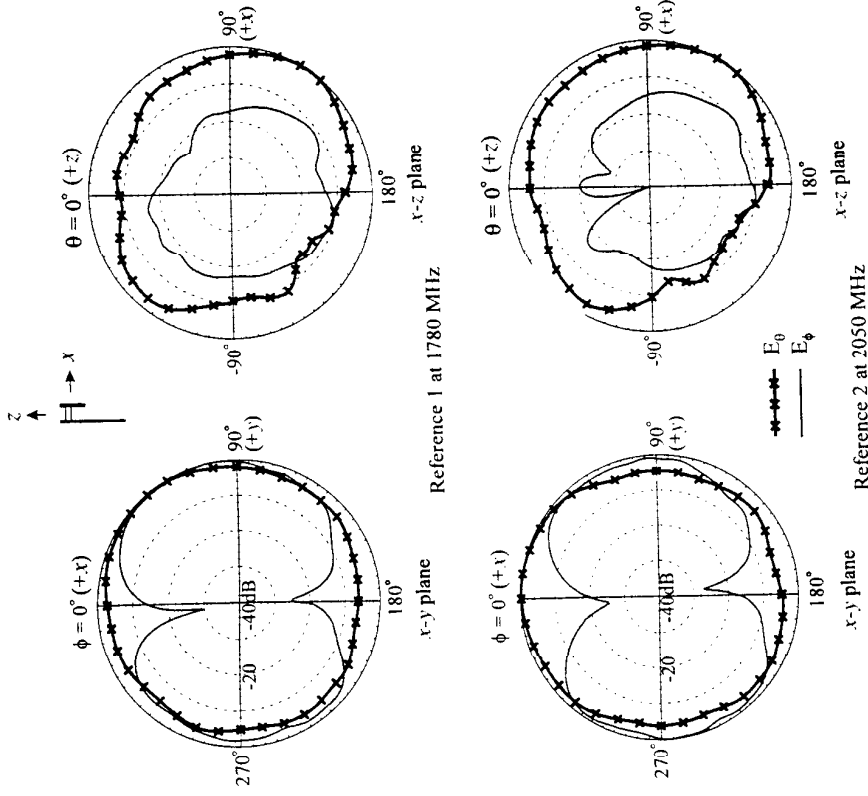 z
x
ϕ = 0° (+x)
270°
-20
-40dB
90°
(+y)
180°
x-y plane
θ = 0° (+z)
-90°
90°
(+x)
180°
x-z plane
Reference 1 at 1780 MHz
ϕ = 0° (+x)
270°
-20
-40dB
90°
(+y)
180°
x-y plane
θ = 0° (+z)
-90°
90°
(+x)
180°
x-z plane
E_θ
E_ϕ
Reference 2 at 2050 MHz